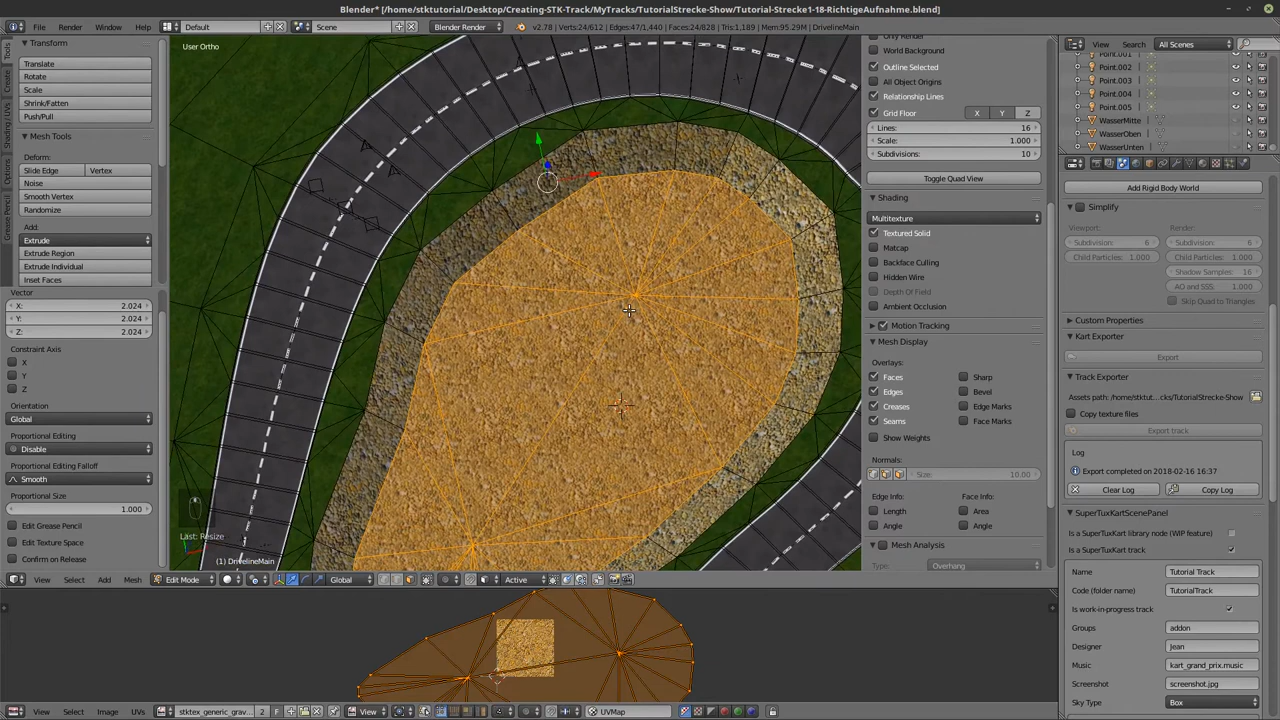 Blender* [/home/stktutorial/Desktop/Creating-STK-Track/MyTracks/TutorialStrecke-Show/Tutorial-Strecke1-18-RichtigeAufnahme.blend]
File Render Window Help Default Scene Blender Render v2.78 | Verts:24/612 | Edges:47/1,440 | Faces:24/828 | Tris:1,189 | Mem:95.29M | DrivelineMain
View Search All Scenes
Tools
Create
Shading / UVs
Options
Grease Pencil
Transform
Translate
Rotate
Scale
Shrink/Fatten
Push/Pull
Mesh Tools
Deform:
Slide Edge Vertex
Noise
Smooth Vertex
Randomize
Add:
Extrude
Extrude Region
Extrude Individual
Inset Faces
Vector
X: 2.024
Y: 2.024
Z: 2.024
Constraint Axis
X
Y
Z
Orientation
Global
Proportional Editing
Disable
Proportional Editing Falloff
Smooth
Proportional Size
1.000
Edit Grease Pencil
Edit Texture Space
Confirm on Release
User Ortho
Last: Resize
(1) DrivelineMain
View Select Add Mesh Edit Mode Global Active
Only Render
World Background
Outline Selected
All Object Origins
Relationship Lines
Grid Floor X Y Z
Lines: 16
Scale: 1.000
Subdivisions: 10
Toggle Quad View
Shading
Multitexture
Textured Solid
Matcap
Backface Culling
Hidden Wire
Depth Of Field
Ambient Occlusion
Motion Tracking
Mesh Display
Overlays:
Faces Sharp
Edges Bevel
Creases Edge Marks
Seams Face Marks
Show Weights
Normals:
Size: 10.00
Edge Info: Face Info:
Length Area
Angle Angle
Mesh Analysis
Type: Overhang
Point.001
Point.002
Point.003
Point.004
Point.005
WasserMitte
WasserOben
WasserUnten
Add Rigid Body World
Simplify
Viewport: Render:
Subdivision: 6 Subdivision: 6
Child Particles: 1.000 Child Particles: 1.000
Shadow Samples: 16
AO and SSS: 1.000
Skip Quad to Triangles
Custom Properties
Kart Exporter
Export
Track Exporter
Assets path: /home/stktut...cks/TutorialStrecke-Show
Copy texture files
Export track
Log
Export completed on 2018-02-16 16:37
Clear Log Copy Log
SuperTuxKartScenePanel
Is a SuperTuxKart library node (WIP feature)
Is a SuperTuxKart track
Name Tutorial Track
Code (folder name) TutorialTrack
Is work-in-progress track
Groups addon
Designer Jean
Music kart_grand_prix.music
Screenshot screenshot.jpg
Sky Type Box
View Select Image UVs stktex_generic_grav... 2 F View UVMap